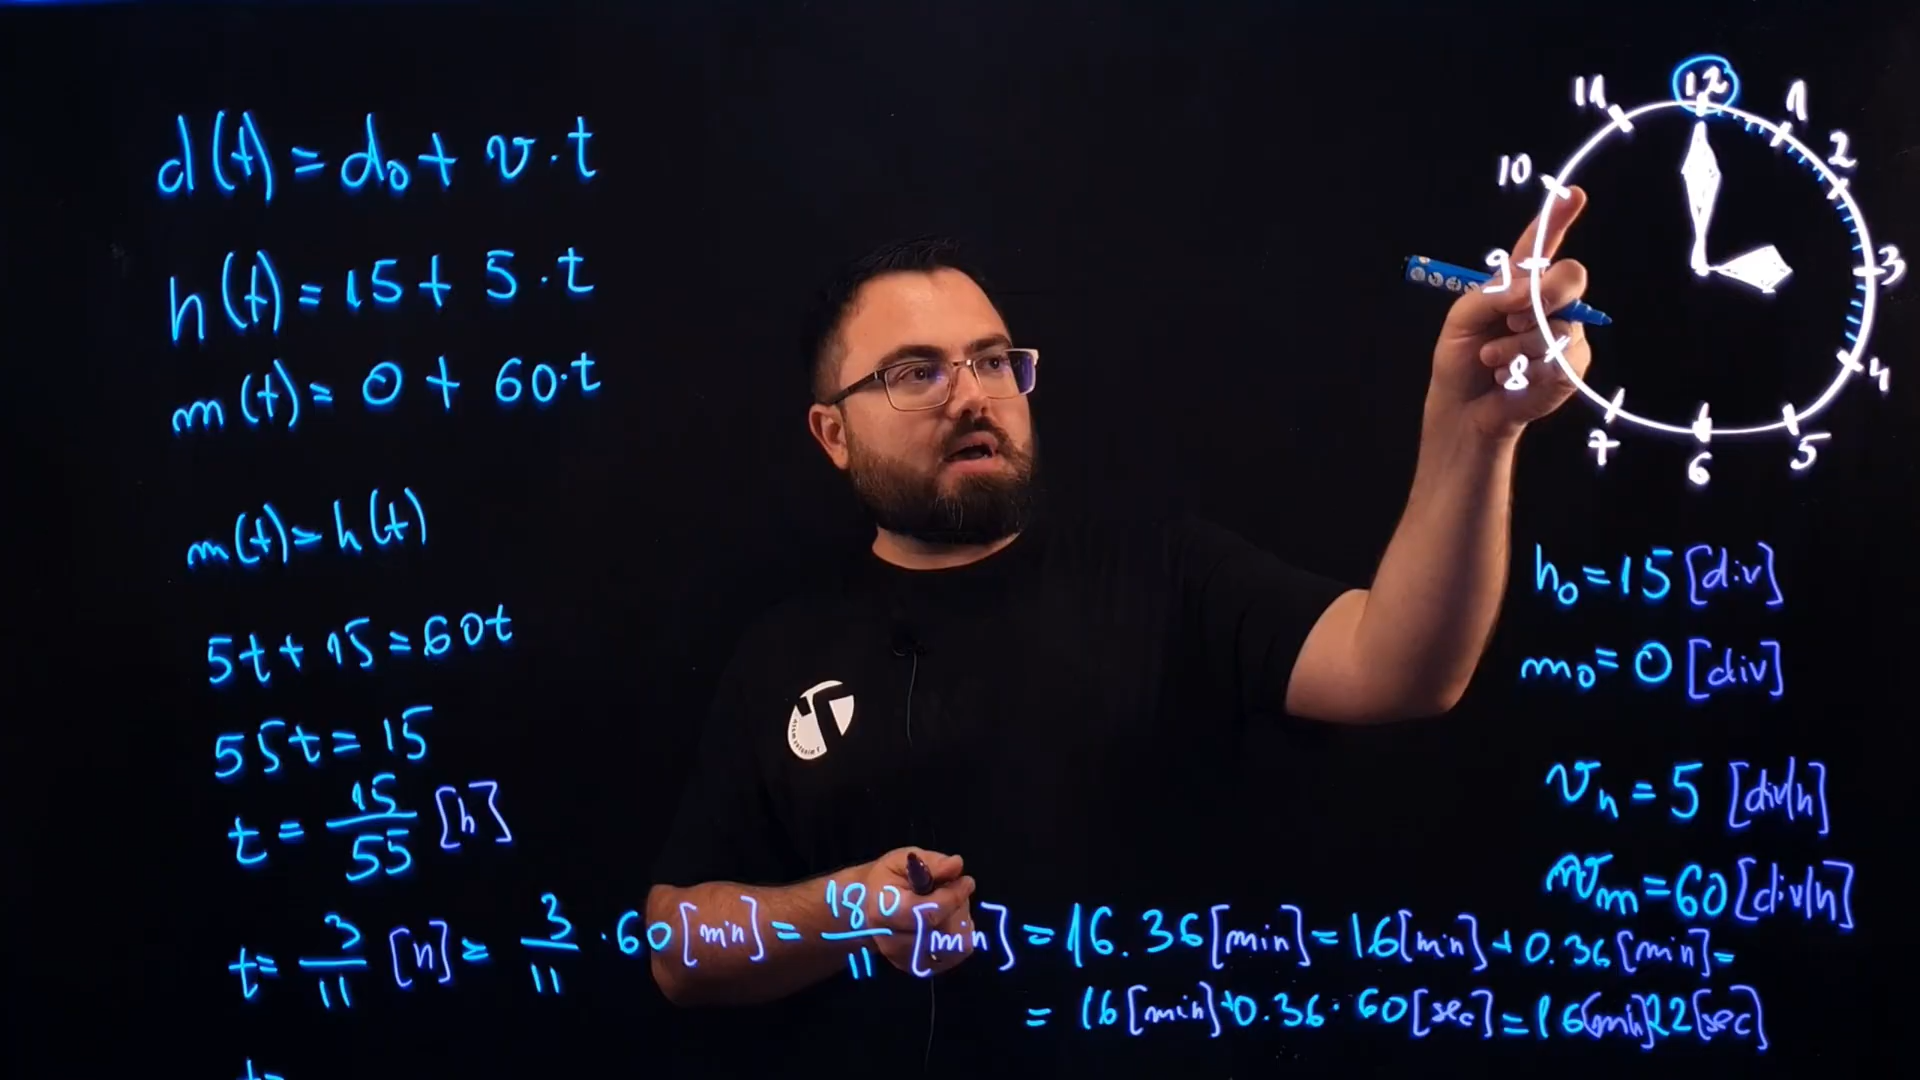 d(t) = d₀ + v · t
h(t) = 15 + 5 · t
m(t) = 0 + 60 · t
m(t) = h(t)
5t + 15 = 60t
55t = 15
t = 15/55 [h]
t = 3/11 [h] = 3/11 · 60 [min] = 180/11 [min] = 16.36 [min] = 16 [min] + 0.36 [min] =
= 16 [min] + 0.36 · 60 [sec] = 16 [min] 22 [sec]
t =
12
1
2
3
4
5
6
7
8
9
10
11
h₀ = 15 [div]
m₀ = 0 [div]
vₕ = 5 [div/h]
vₘ = 60 [div/h]